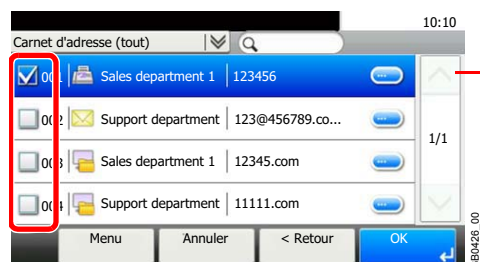 10:10
Carnet d'adresse (tout)
001 Sales department 1 123456
002 Support department 123@456789.co...
1/1
003 Sales department 1 12345.com
004 Support department 11111.com
Menu Annuler < Retour OK
B0426_00